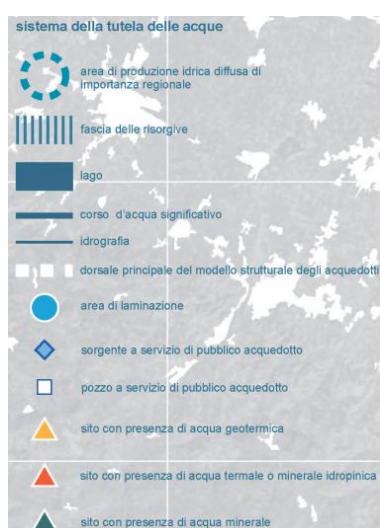 sistema della tutela delle acque
area di produzione idrica diffusa di
importanza regionale
fascia delle risorgive
lago
corso d'acqua significativo
idrografia
dorsale principale del modello strutturale degli acquedotti
area di laminazione
sorgente a servizio di pubblico acquedotto
pozzo a servizio di pubblico acquedotto
sito con presenza di acqua geotermica
sito con presenza di acqua termale o minerale idropinica
sito con presenza di acqua minerale